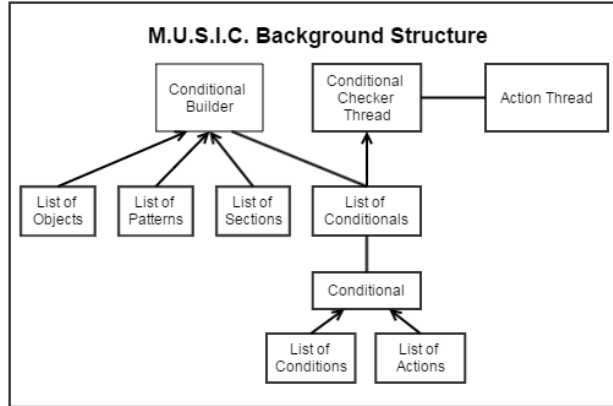 M.U.S.I.C. Background Structure
Conditional
Builder
Conditional
Checker
Thread
Action Thread
List of
Objects
List of
Patterns
List of
Sections
List of
Conditionals
Conditional
List of
Conditions
List of
Actions